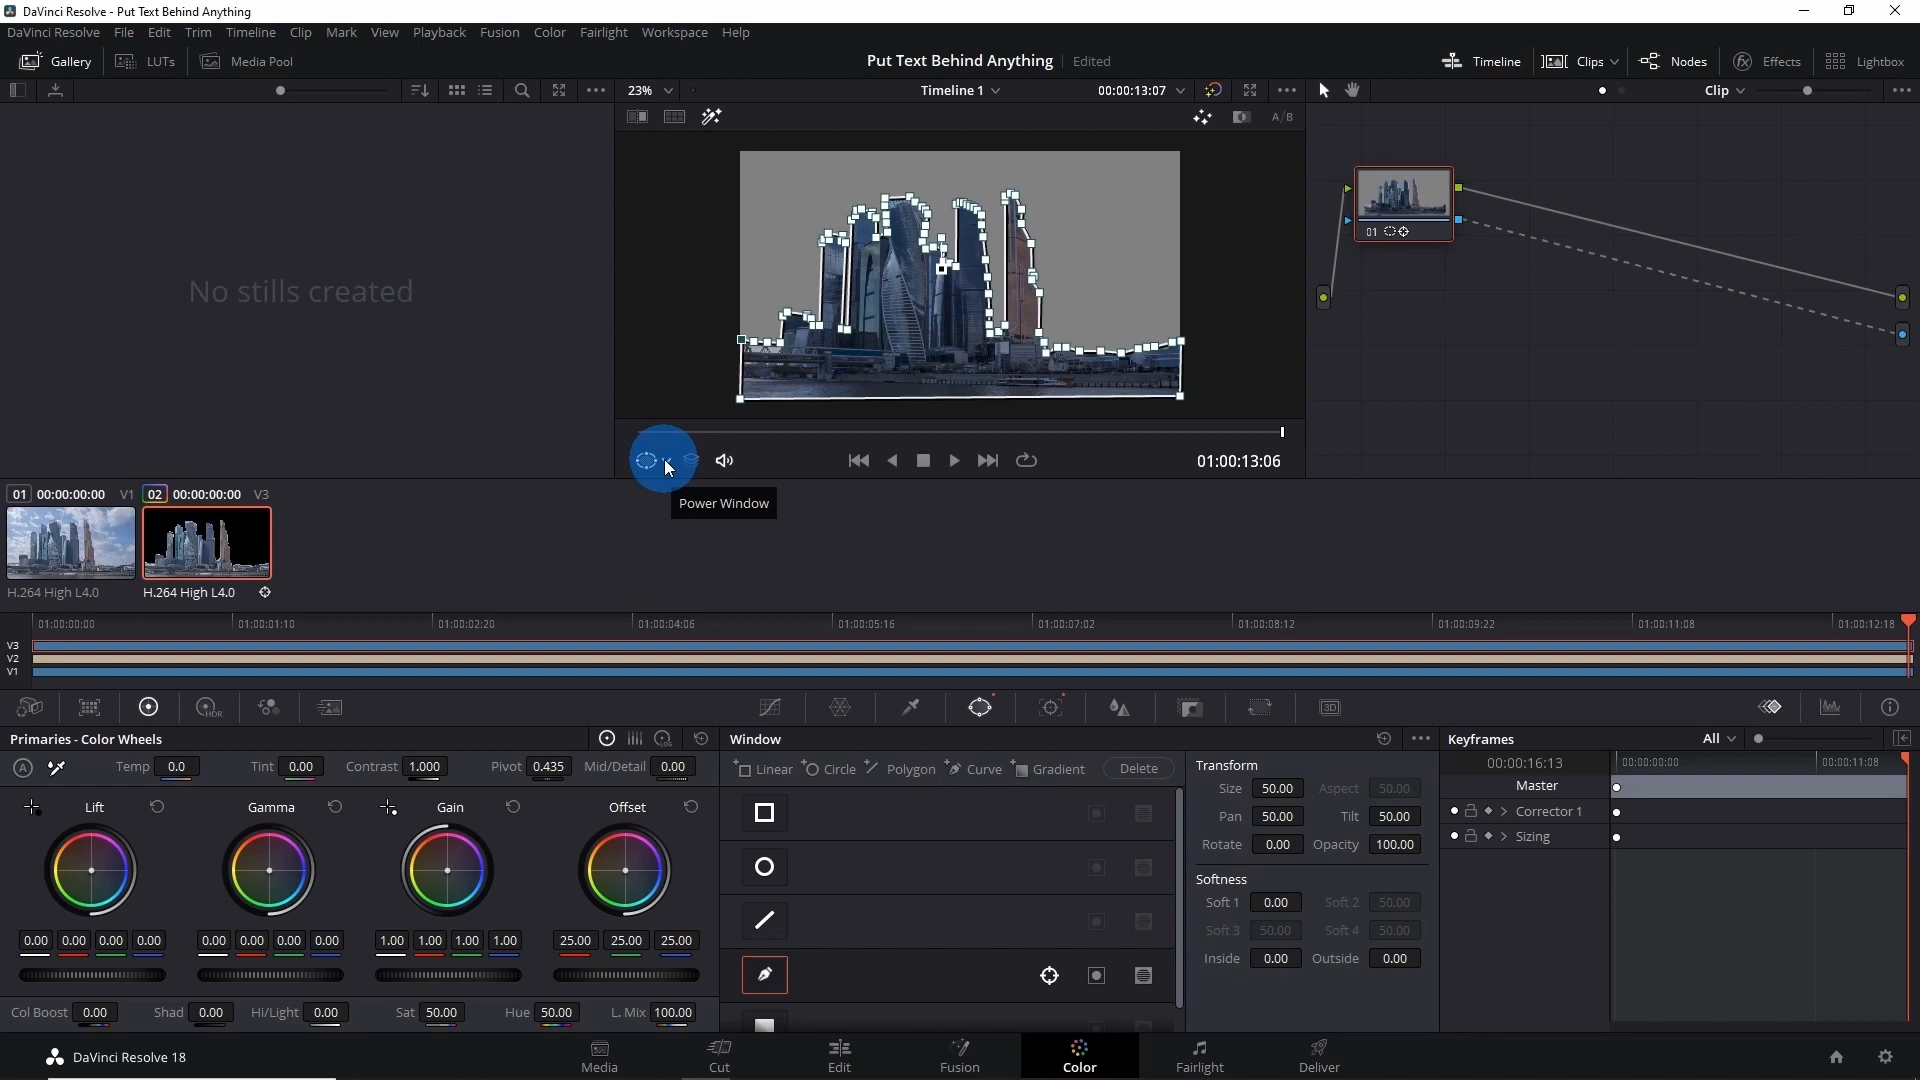 DaVinci Resolve - Put Text Behind Anything
DaVinci Resolve File Edit Trim Timeline Clip Mark View Playback Fusion Color Fairlight Workspace Help
Gallery LUTs Media Pool Put Text Behind Anything Edited Timeline Clips Nodes Effects Lightbox
23% Timeline 1 00:00:13:07 Clip
A/B
No stills created
01
01:00:13:06
Power Window
01 00:00:00:00 V1 02 00:00:00:00 V3
H.264 High L4.0 H.264 High L4.0
01:00:00:00 01:00:01:10 01:00:02:20 01:00:04:06 01:00:05:16 01:00:07:02 01:00:08:12 01:00:09:22 01:00:11:08 01:00:12:18
V3
V2
V1
HDR 3D
Primaries - Color Wheels LOG Window Keyframes All
A Temp 0.0 Tint 0.00 Contrast 1.000 Pivot 0.435 Mid/Detail 0.00
Linear Circle Polygon Curve Gradient Delete
Transform
Size 50.00 Aspect 50.00
Pan 50.00 Tilt 50.00
Rotate 0.00 Opacity 100.00
Softness
Soft 1 0.00 Soft 2 50.00
Soft 3 50.00 Soft 4 50.00
Inside 0.00 Outside 0.00
00:00:16:13 00:00:00:00 00:00:11:08
Master
Corrector 1
Sizing
Lift Gamma Gain Offset
0.00 0.00 0.00 0.00 0.00 0.00 0.00 0.00 1.00 1.00 1.00 1.00 25.00 25.00 25.00
Col Boost 0.00 Shad 0.00 Hi/Light 0.00 Sat 50.00 Hue 50.00 L. Mix 100.00
DaVinci Resolve 18 Media Cut Edit Fusion Color Fairlight Deliver